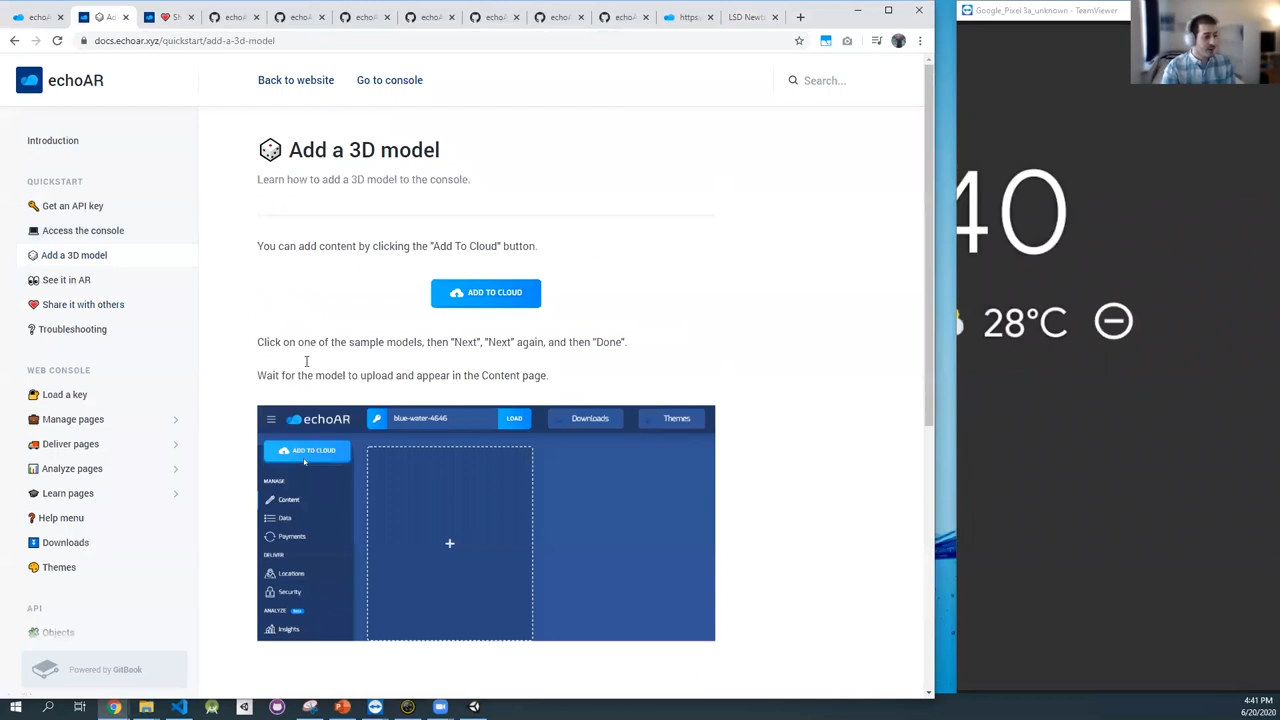 echo
Ad
Sh
https:
LSD New
docs.echoar.xyz/quickstart/add-a-3d-model
Google_Pixel 3a_unknown - TeamViewer
echoAR
Back to website
Go to console
Search...
Introduction
QUICKSTART
Get an API key
Access the console
Add a 3D model
See it in AR
Share it with others
Troubleshooting
WEB CONSOLE
Load a key
Manage pages
Deliver pages
Analyze pages
Learn pages
Help menu
Downloads
Themes
API
Objects
Powered by GitBook
Add a 3D model
Learn how to add a 3D model to the console.
You can add content by clicking the "Add To Cloud" button.
ADD TO CLOUD
Click on one of the sample models, then "Next", "Next" again, and then "Done".
Wait for the model to upload and appear in the Content page.
echoAR
blue-water-4646
LOAD
Downloads
Themes
ADD TO CLOUD
MANAGE
Content
Data
Payments
DELIVER
Locations
Security
ANALYZE
Insights
40
28°C
4:41 PM
6/20/2020